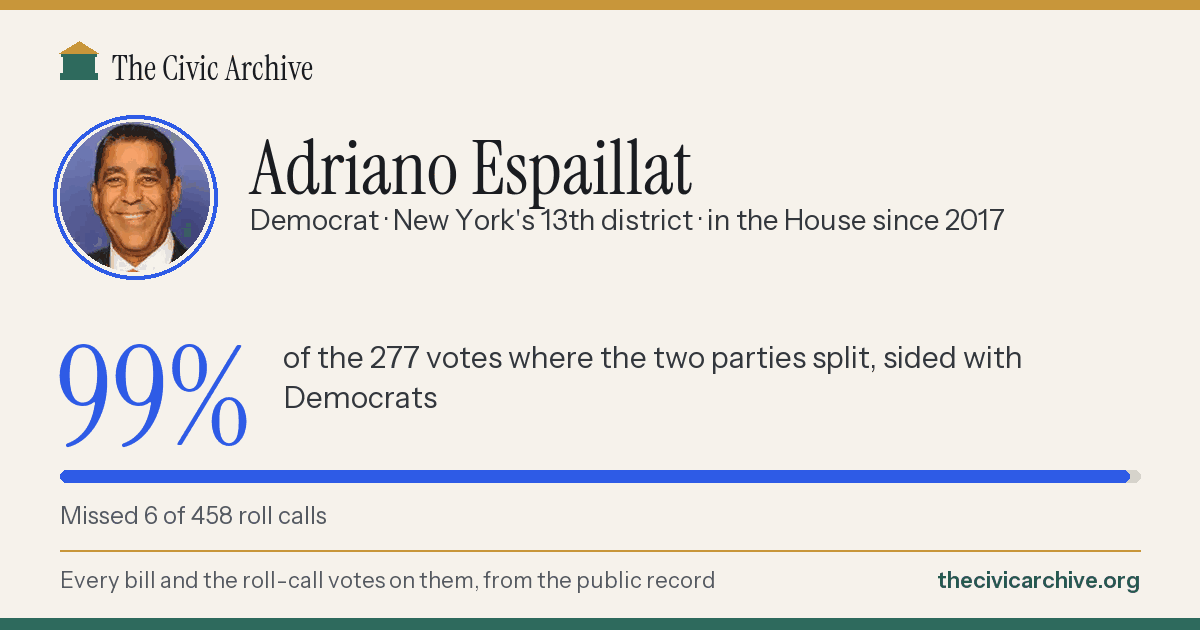 The Civic Archive
Adriano Espaillat
Democrat · New York's 13th district · in the House since 2017
99%
of the 277 votes where the two parties split, sided with
Democrats
Missed 6 of 458 roll calls
Every bill and the roll-call votes on them, from the public record
thecivicarchive.org